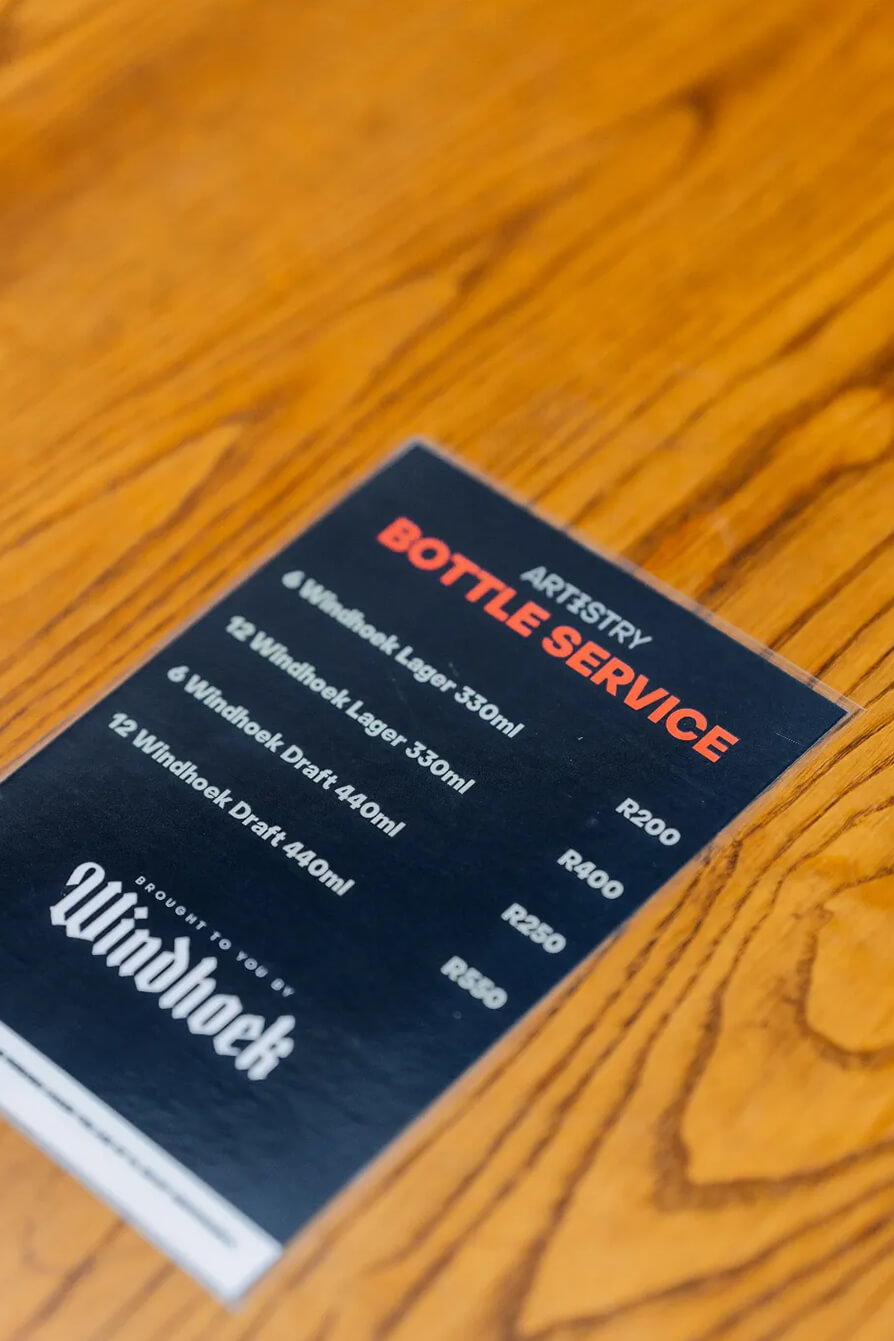 ARTISTRY
BOTTLE SERVICE
6 Windhoek Lager 330ml R200
12 Windhoek Lager 330ml R400
6 Windhoek Draft 440ml R250
12 Windhoek Draft 440ml R550
BROUGHT TO YOU BY
Windhoek